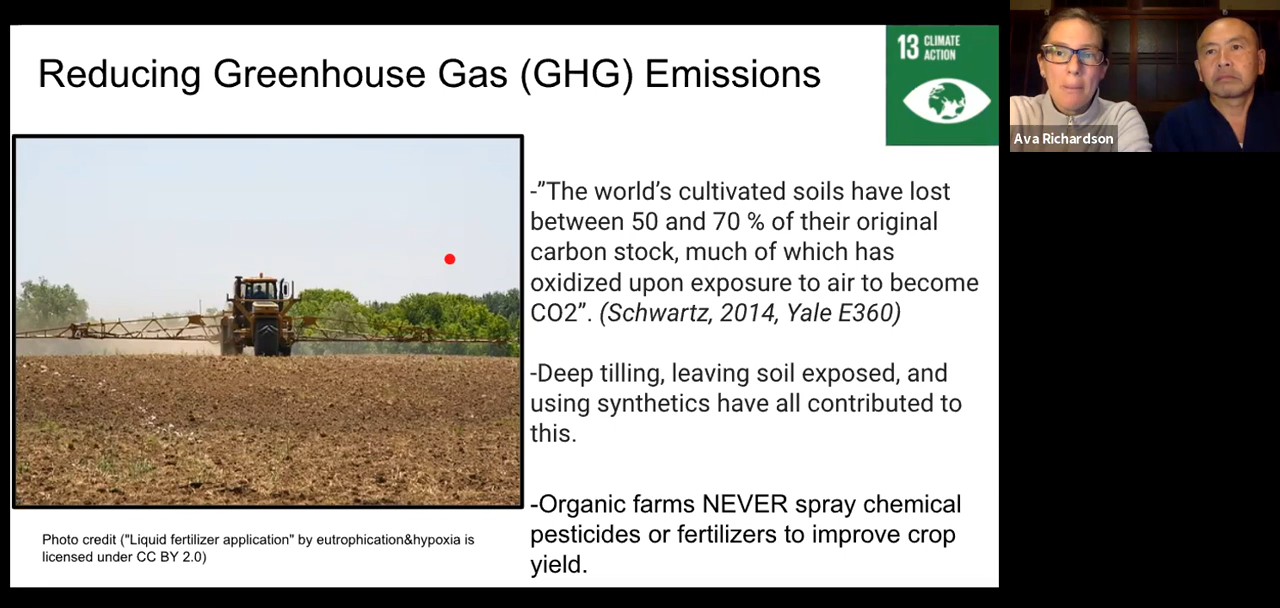 Reducing Greenhouse Gas (GHG) Emissions
13 CLIMATE
ACTION
Ava Richardson
-”The world’s cultivated soils have lost
between 50 and 70 % of their original
carbon stock, much of which has
oxidized upon exposure to air to become
CO2”. (Schwartz, 2014, Yale E360)
-Deep tilling, leaving soil exposed, and
using synthetics have all contributed to
this.
-Organic farms NEVER spray chemical
pesticides or fertilizers to improve crop
yield.
Photo credit ("Liquid fertilizer application" by eutrophication&hypoxia is
licensed under CC BY 2.0)